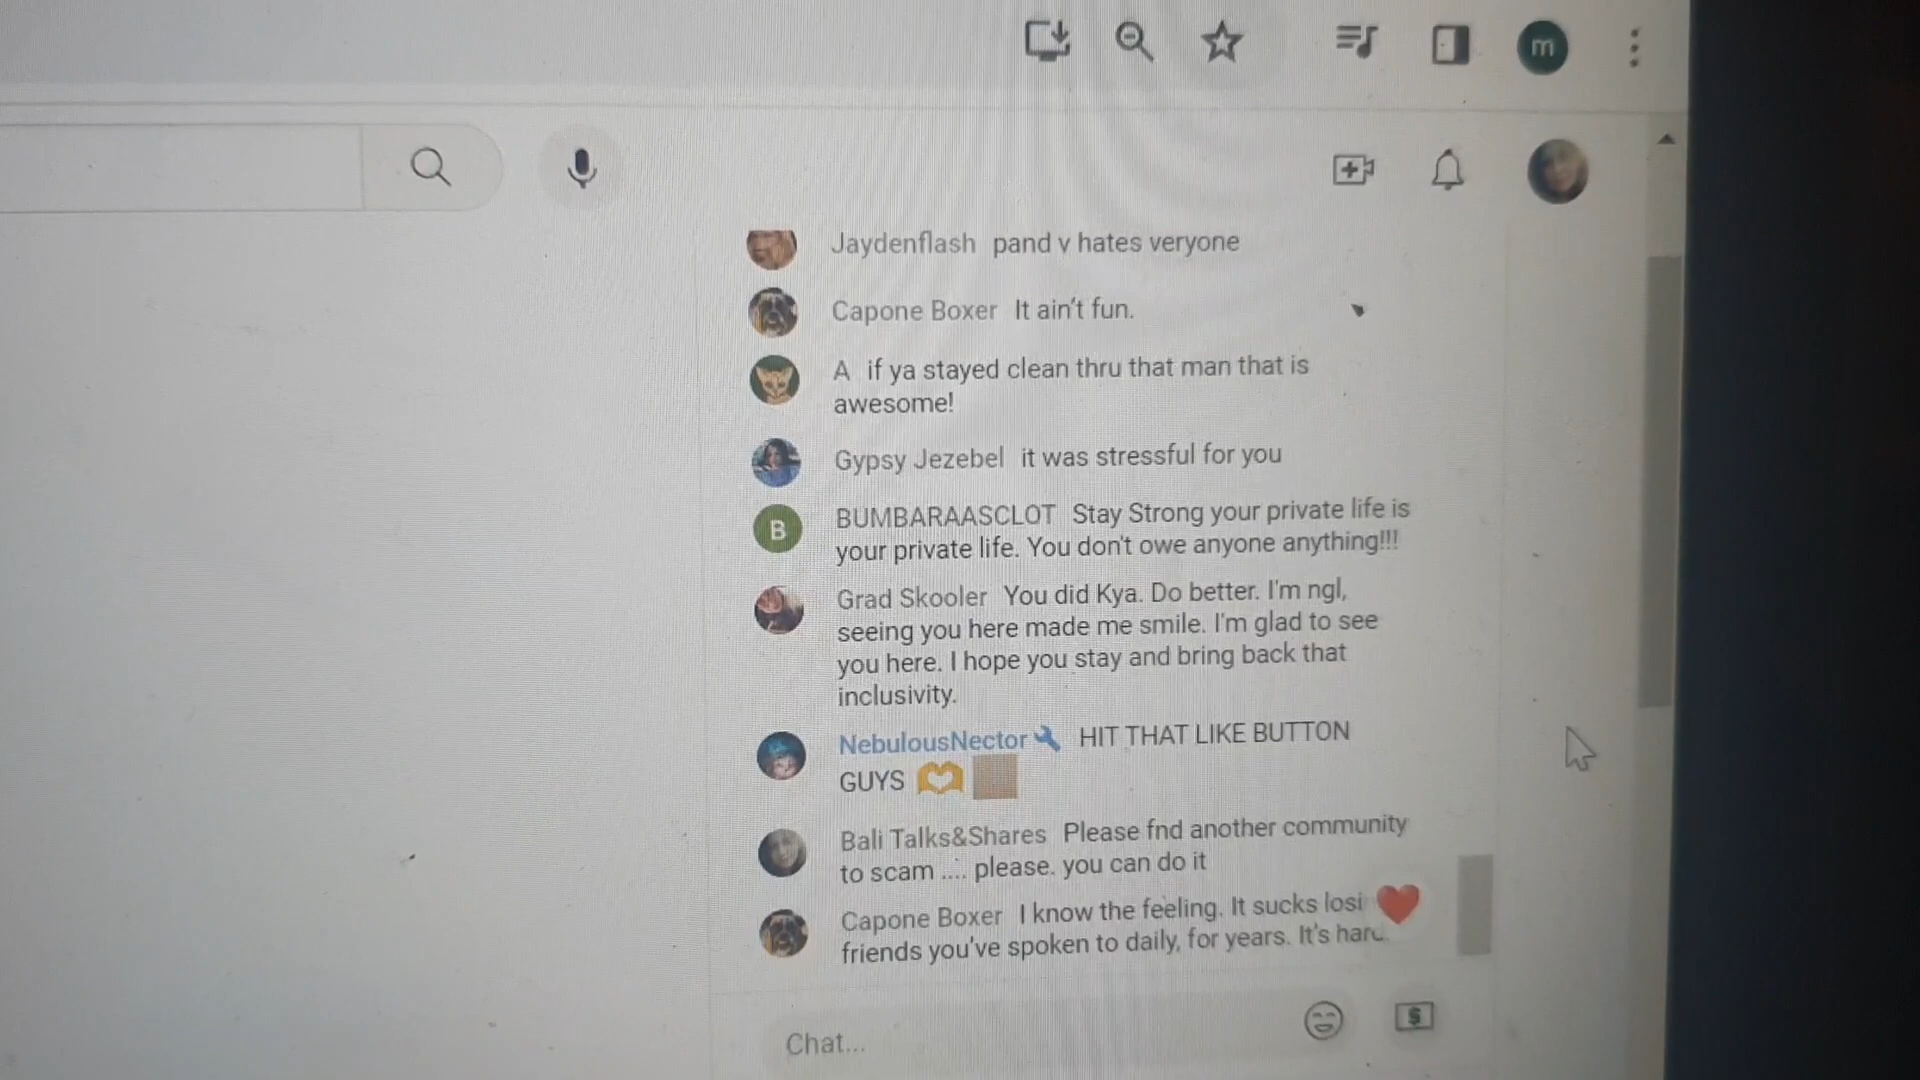 m
Jaydenflash pand v hates veryone
Capone Boxer It ain't fun.
A if ya stayed clean thru that man that is
awesome!
Gypsy Jezebel it was stressful for you
B
BUMBARAASCLOT Stay Strong your private life is
your private life. You don't owe anyone anything!!!
Grad Skooler You did Kya. Do better. I'm ngl,
seeing you here made me smile. I'm glad to see
you here. I hope you stay and bring back that
inclusivity.
NebulousNector HIT THAT LIKE BUTTON
GUYS
Bali Talks&Shares Please fnd another community
to scam .... please. you can do it
Capone Boxer I know the feeling. It sucks losi
friends you've spoken to daily, for years. It's hard
Chat...
$